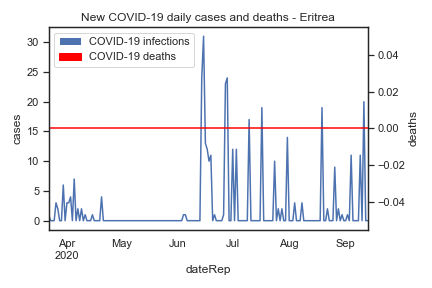 New COVID-19 daily cases and deaths - Eritrea
COVID-19 infections
COVID-19 deaths
30
25
20
15
10
5
0
cases
0.04
0.02
0.00
−0.02
−0.04
deaths
Apr May Jun Jul Aug Sep
2020
dateRep